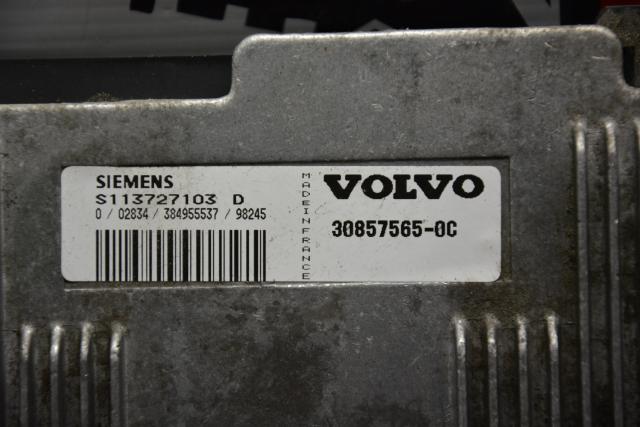 SIEMENS
S113727103 D
0 / 02834 / 384955537 / 98245
MADE IN FRANCE
VOLVO
30857565-0C